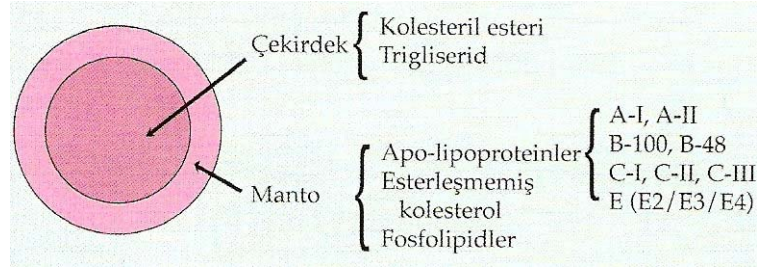 Çekirdek
Kolesteril esteri
Trigliserid
Manto
Apo-lipoproteinler
Esterleşmemiş
kolesterol
Fosfolipidler
A-I, A-II
B-100, B-48
C-I, C-II, C-III
E (E2/E3/E4)